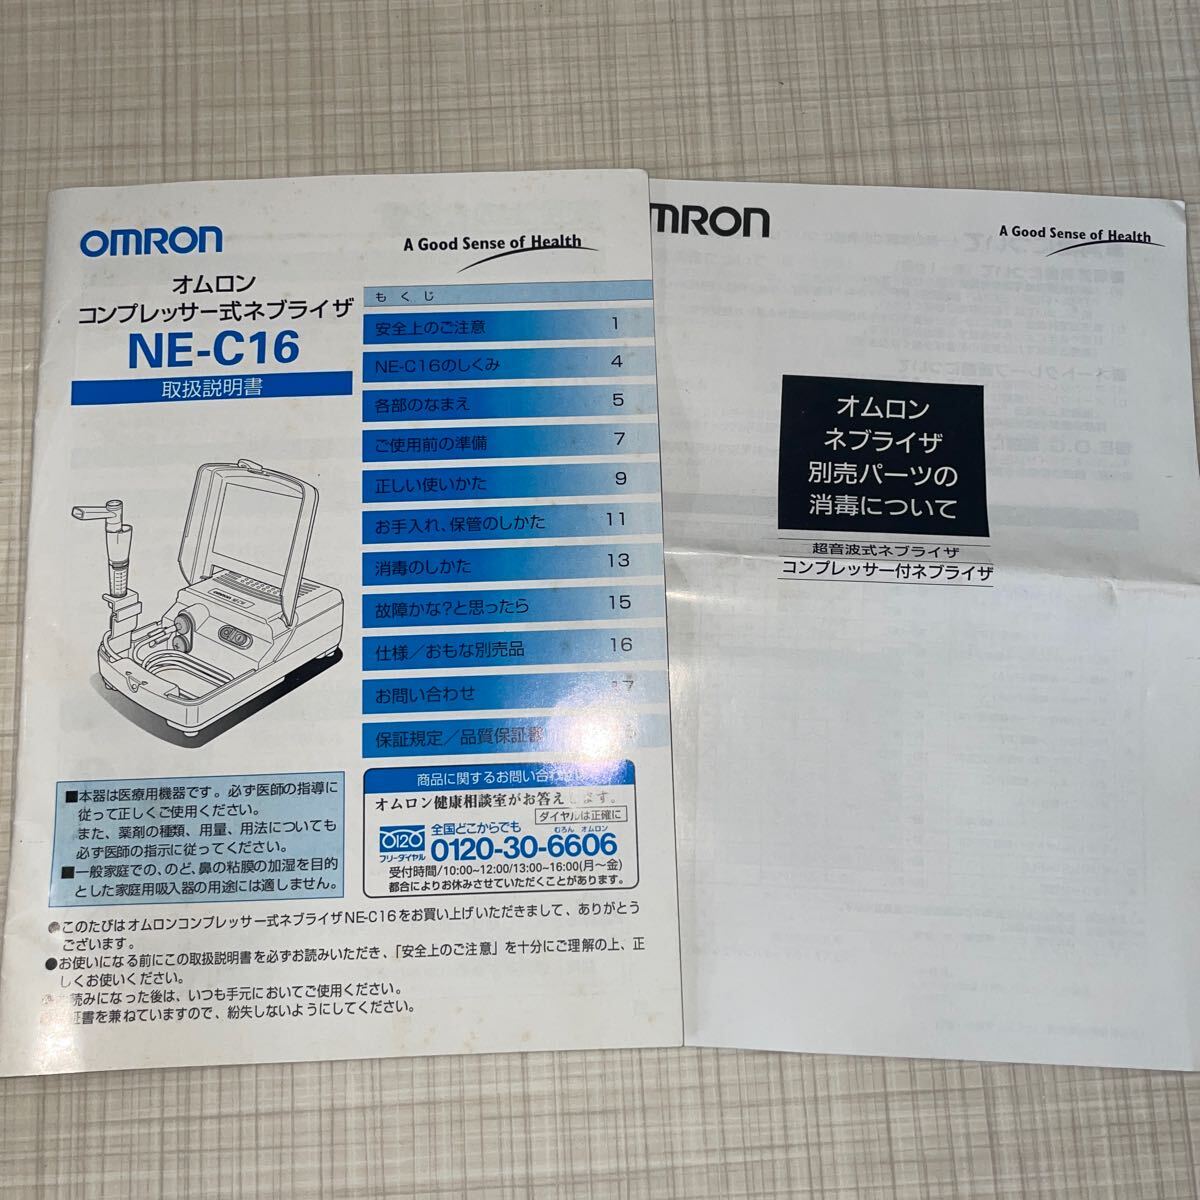 OMRON
A Good Sense of Health
オムロン
コンプレッサー式ネブライザ
NE-C16
取扱説明書
もくじ
安全上のご注意 1
NE-C16のしくみ 4
各部のなまえ 5
ご使用前の準備 7
正しい使いかた 9
お手入れ、保管のしかた 11
消毒のしかた 13
故障かな?と思ったら 15
仕様／おもな別売品 16
お問い合わせ 17
保証規定／品質保証書
■本器は医療用機器です。必ず医師の指導に
従って正しくご使用ください。
また、薬剤の種類、用量、用法についても
必ず医師の指示に従ってください。
■一般家庭での、のど、鼻の粘膜の加湿を目的
とした家庭用吸入器の用途には適しません。
商品に関するお問い合わせ
オムロン健康相談室がお答えします。
ダイヤルは正確に
全国どこからでも
むろん オムロン
0120-30-6606
フリーダイヤル
受付時間/10:00~12:00/13:00~16:00(月～金)
都合によりお休みさせていただくことがあります。
●このたびはオムロンコンプレッサー式ネブライザNE-C16をお買い上げいただきまして、ありがとう
ございます。
●お使いになる前にこの取扱説明書を必ずお読みいただき、「安全上のご注意」を十分にご理解の上、正
しくお使いください。
お読みになった後は、いつも手元においてご使用ください。
証書を兼ねていますので、紛失しないようにしてください。
MRON
A Good Sense of Health
オムロン
ネブライザ
別売パーツの
消毒について
超音波式ネブライザ
コンプレッサー付ネブライザ